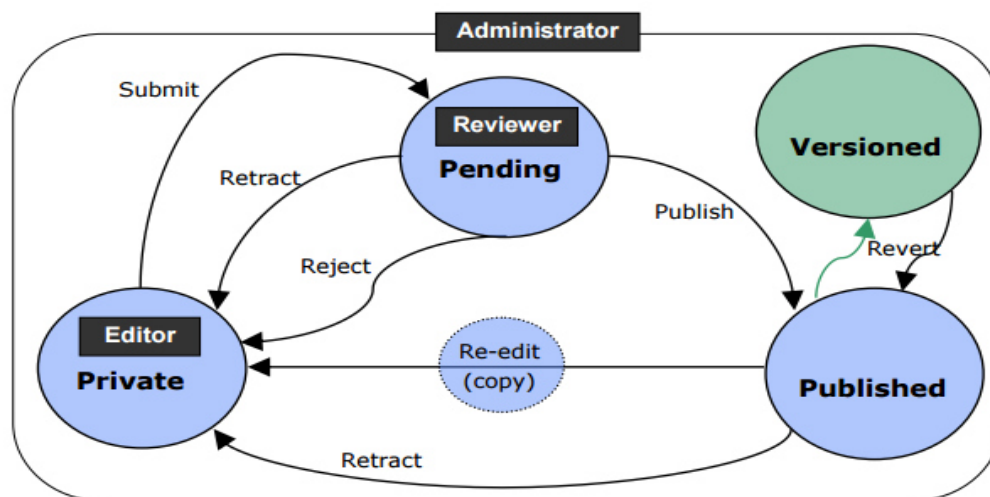 Administrator
Submit
Reviewer
Pending
Versioned
Retract
Publish
Revert
Reject
Editor
Private
Re-edit
(copy)
Published
Retract